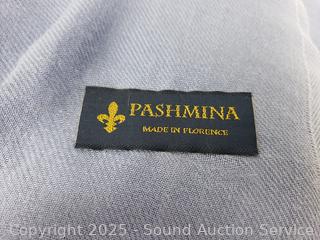 PASHMINA
MADE IN FLORENCE
Copyright © 2025 - Sound Auction Service